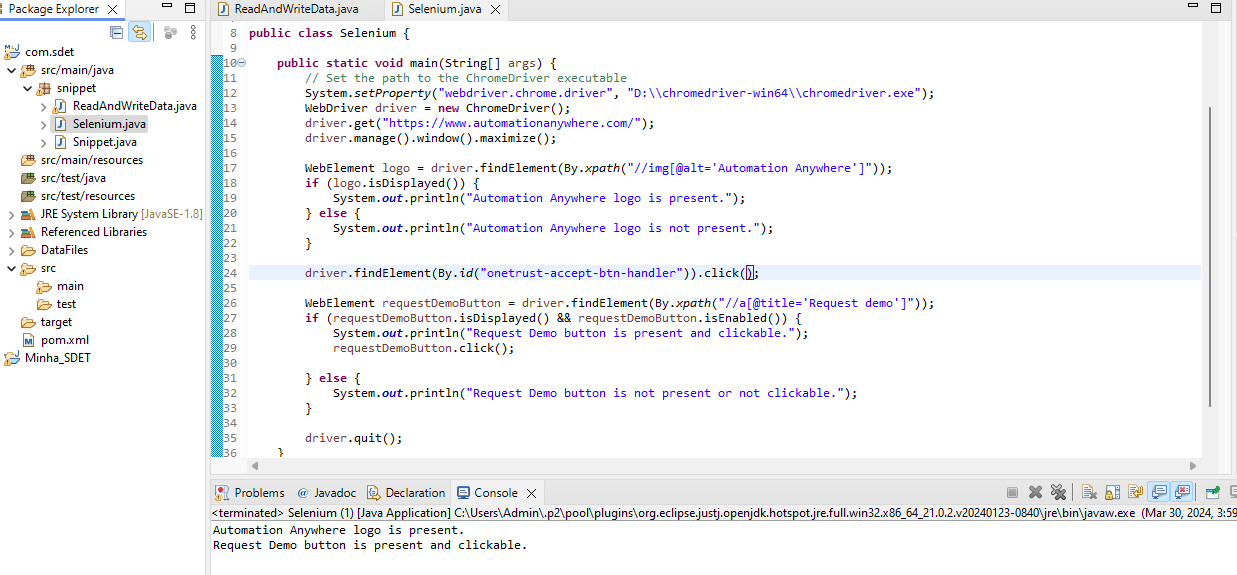 Package Explorer
com.sdet
src/main/java
snippet
ReadAndWriteData.java
Selenium.java
Snippet.java
src/main/resources
src/test/java
src/test/resources
JRE System Library [JavaSE-1.8]
Referenced Libraries
DataFiles
src
main
test
target
pom.xml
Minha_SDET
ReadAndWriteData.java
Selenium.java
8 public class Selenium {
9
10 public static void main(String[] args) {
11 // Set the path to the ChromeDriver executable
12 System.setProperty("webdriver.chrome.driver", "D:\\chromedriver-win64\\chromedriver.exe");
13 WebDriver driver = new ChromeDriver();
14 driver.get("https://www.automationanywhere.com/");
15 driver.manage().window().maximize();
16
17 WebElement logo = driver.findElement(By.xpath("//img[@alt='Automation Anywhere']"));
18 if (logo.isDisplayed()) {
19 System.out.println("Automation Anywhere logo is present.");
20 } else {
21 System.out.println("Automation Anywhere logo is not present.");
22 }
23
24 driver.findElement(By.id("onetrust-accept-btn-handler")).click();
25
26 WebElement requestDemoButton = driver.findElement(By.xpath("//a[@title='Request demo']"));
27 if (requestDemoButton.isDisplayed() && requestDemoButton.isEnabled()) {
28 System.out.println("Request Demo button is present and clickable.");
29 requestDemoButton.click();
30
31 } else {
32 System.out.println("Request Demo button is not present or not clickable.");
33 }
34
35 driver.quit();
36 }
Problems @ Javadoc Declaration Console
<terminated> Selenium (1) [Java Application] C:\Users\Admin\.p2\pool\plugins\org.eclipse.justj.openjdk.hotspot.jre.full.win32.x86_64_21.0.2.v20240123-0840\jre\bin\javaw.exe (Mar 30, 2024, 3:59
Automation Anywhere logo is present.
Request Demo button is present and clickable.